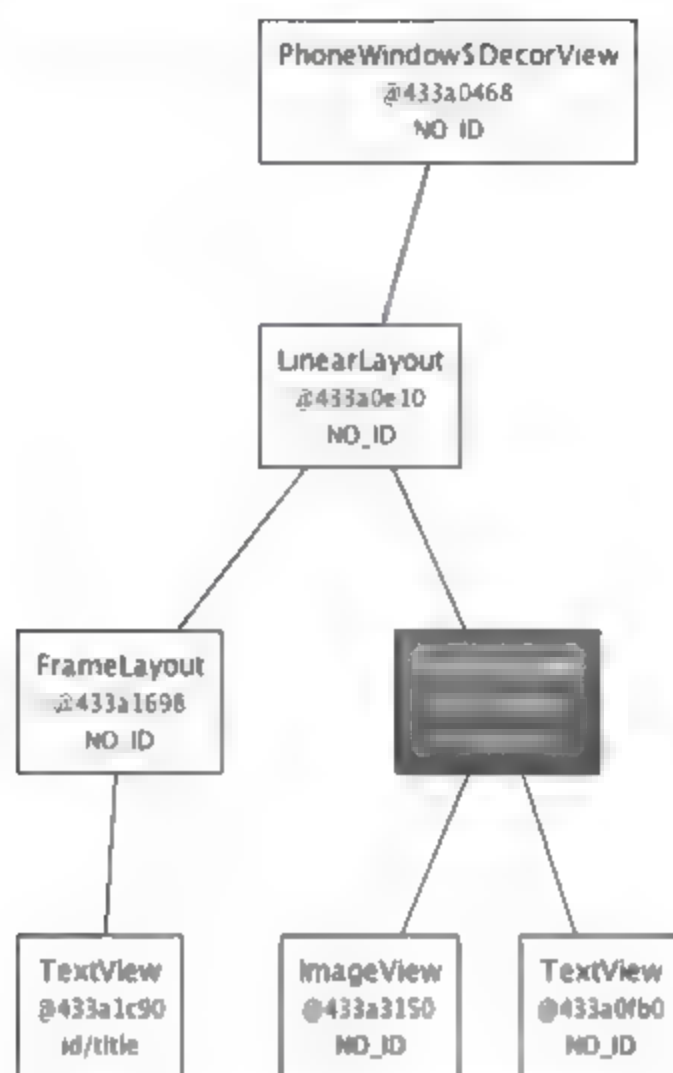 PhoneWindow$DecorView
@433a0468
NO_ID
LinearLayout
@433a0e10
NO_ID
FrameLayout
@433a1698
NO_ID
TextView
@433a1c90
id/title
ImageView
@433a3150
NO_ID
TextView
@433a0fb0
NO_ID